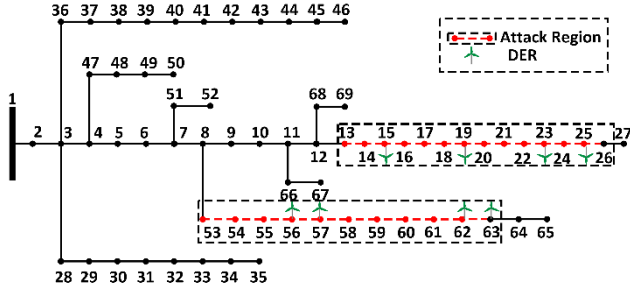 36 37 38 39 40 41 42 43 44 45 46
Attack Region
DER
47 48 49 50
51 52
68 69
1
2 3 4 5 6 7 8 9 10 11 12
13 15 17 19 21 23 25 27
14 16 18 20 22 24 26
66 67
53 54 55 56 57 58 59 60 61 62 63 64 65
28 29 30 31 32 33 34 35